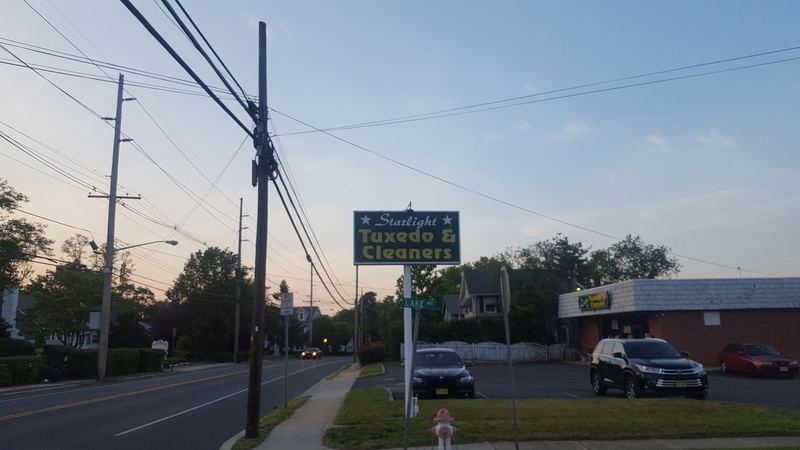 Starlight
Tuxedo &
Cleaners
LAKE